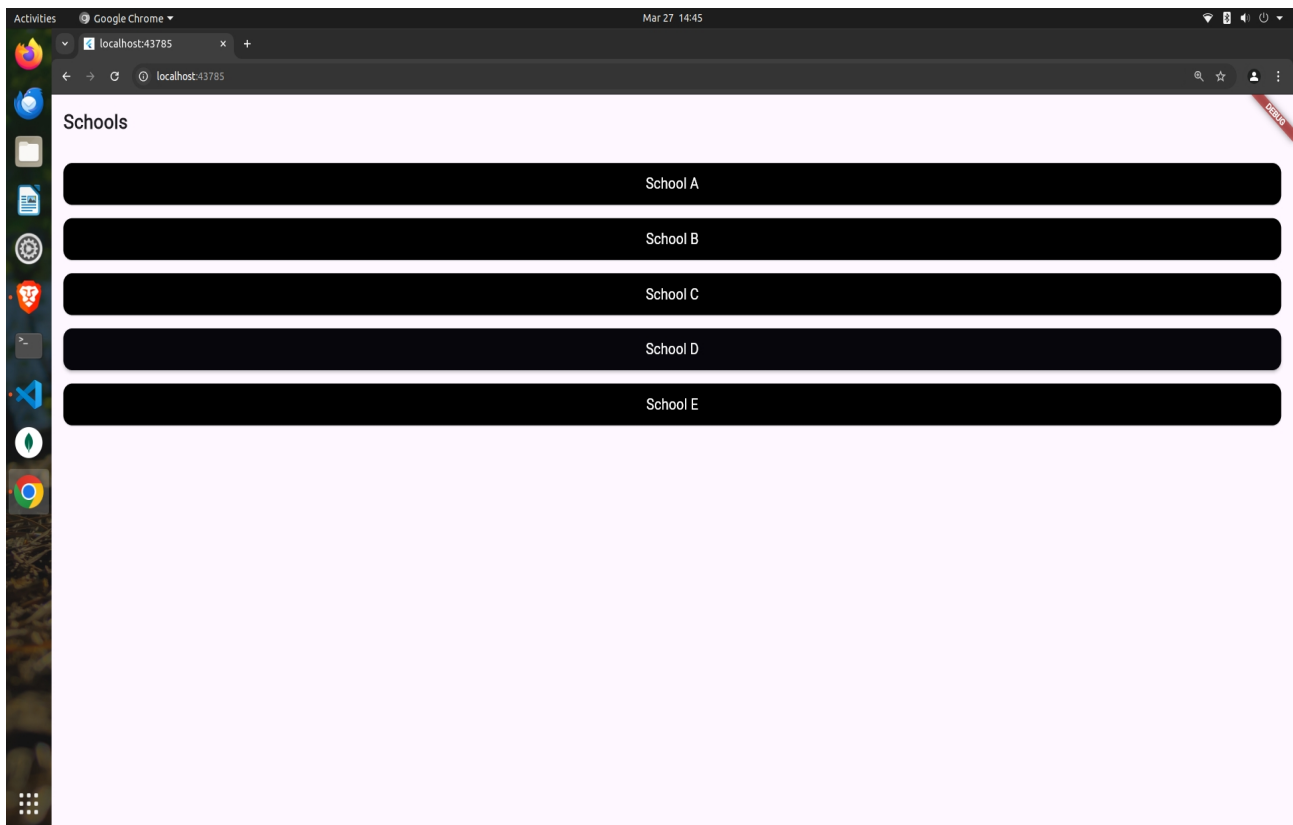 Activities Google Chrome Mar 27 14:45
localhost:43785
localhost:43785
DEBUG
Schools
School A
School B
School C
School D
School E